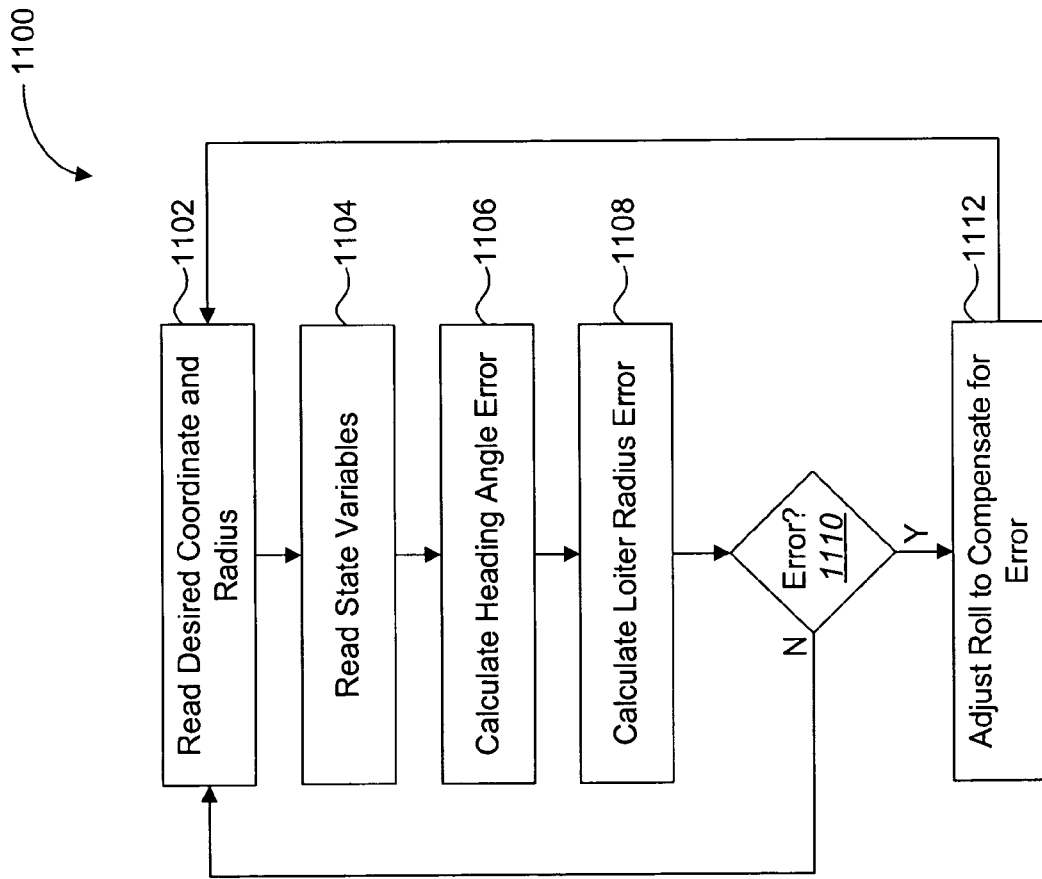 1100
Read Desired Coordinate and
Radius
1102
Read State Variables
1104
Calculate Heading Angle Error
1106
Calculate Loiter Radius Error
1108
Error?
1110
N
Y
Adjust Roll to Compensate for
Error
1112